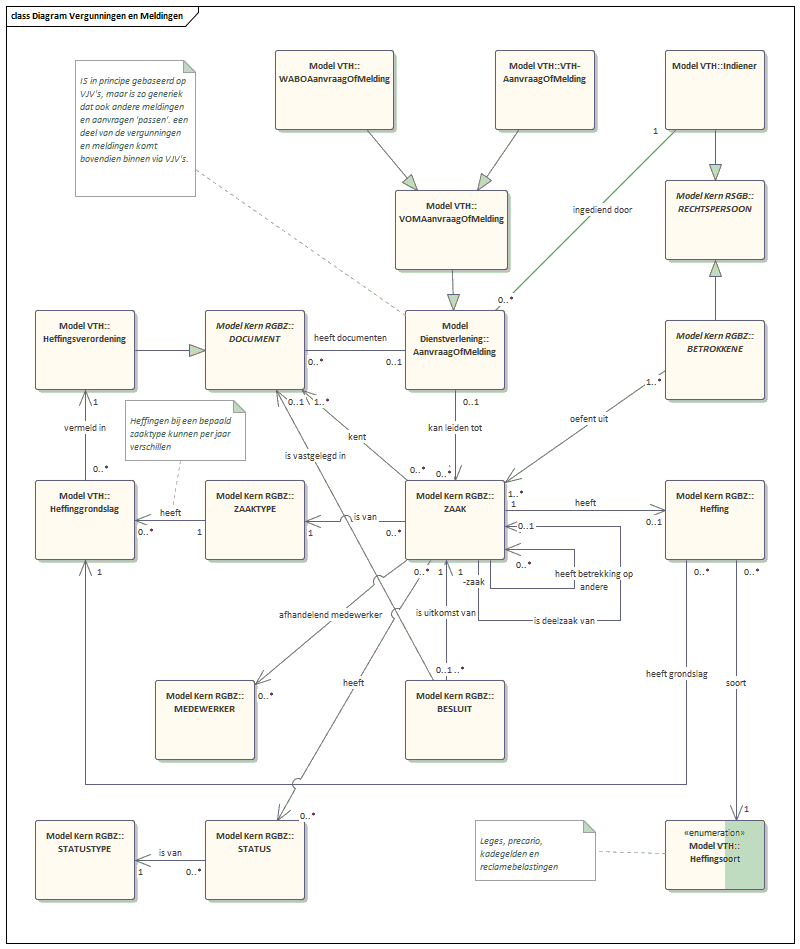 class Diagram Vergunningen en Meldingen
IS in principe gebaseerd op
VJV's, maar is zo generiek
dat ook andere meldingen
en aanvragen 'passen'. een
deel van de vergunningen
en meldingen komt
bovendien binnen via VJV's.
Model VTH::
WABOAanvraagOfMelding
Model VTH::VTH-
AanvraagOfMelding
Model VTH::Indiener
1
ingediend door
0..*
Model VTH::
VOMAanvraagOfMelding
Model Kern RSGB::
RECHTSPERSOON
Model VTH::
Heffingsverordening
Model Kern RGBZ::
DOCUMENT
heeft documenten
0..*
0..1
Model
Dienstverlening::
AanvraagOfMelding
Model Kern RGBZ::
BETROKKENE
1..*
oefent uit
1..*
1
vermeld in
0..*
Heffingen bij een bepaald
zaaktype kunnen per jaar
verschillen
0..1
1..*
kent
0..*
is vastgelegd in
0..1
kan leiden tot
0..*
Model VTH::
Heffinggrondslag
heeft
0..*
1
Model Kern RGBZ::
ZAAKTYPE
is van
1
0..*
Model Kern RGBZ::
ZAAK
1
heeft
0..1
Model Kern RGBZ::
Heffing
0..1
0..*
heeft betrekking op
andere
-zaak
1
is deelzaak van
1
0..*
1
is uitkomst van
0..1..*
afhandelend medewerker
0..*
heeft
0..*
0..*
heeft grondslag
0..*
soort
1
Model Kern RGBZ::
MEDEWERKER
Model Kern RGBZ::
BESLUIT
Model Kern RGBZ::
STATUSTYPE
is van
1
0..*
Model Kern RGBZ::
STATUS
Leges, precario,
kadegelden en
reclamebelastingen
«enumeration»
Model VTH::
Heffingsoort